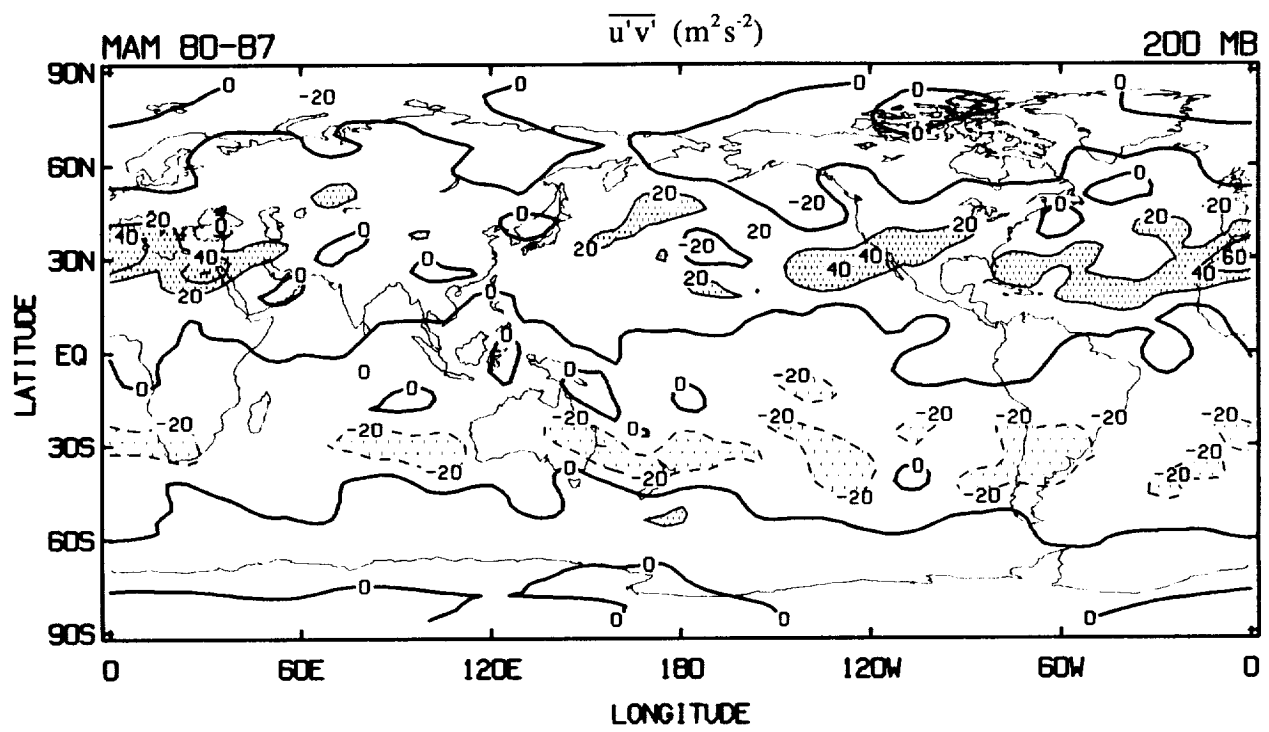 u'v' (m²s⁻²)
MAM 80-87
200 MB
90N
60N
30N
EQ
30S
60S
90S
LATITUDE
0 60E 120E 180 120W 60W 0
LONGITUDE
0 -20 0 0 0 0
0
20 20 0 20
20 0 0 -20 0 20
40 20 -20 20 40
40 0 20 40 60
20 0 20 40
0
0
0 0 0 -20
-20 -20 -20 0 -20 -20 -20 -20 -20
-20 0 -20 0 -20 -20
-20
0 0
0 0